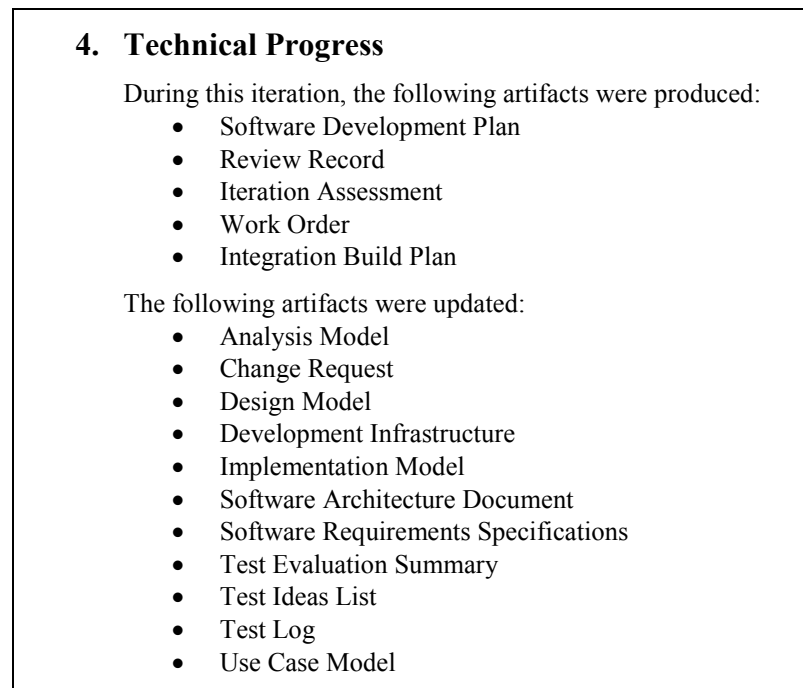 4. Technical Progress
During this iteration, the following artifacts were produced:
• Software Development Plan
• Review Record
• Iteration Assessment
• Work Order
• Integration Build Plan
The following artifacts were updated:
• Analysis Model
• Change Request
• Design Model
• Development Infrastructure
• Implementation Model
• Software Architecture Document
• Software Requirements Specifications
• Test Evaluation Summary
• Test Ideas List
• Test Log
• Use Case Model